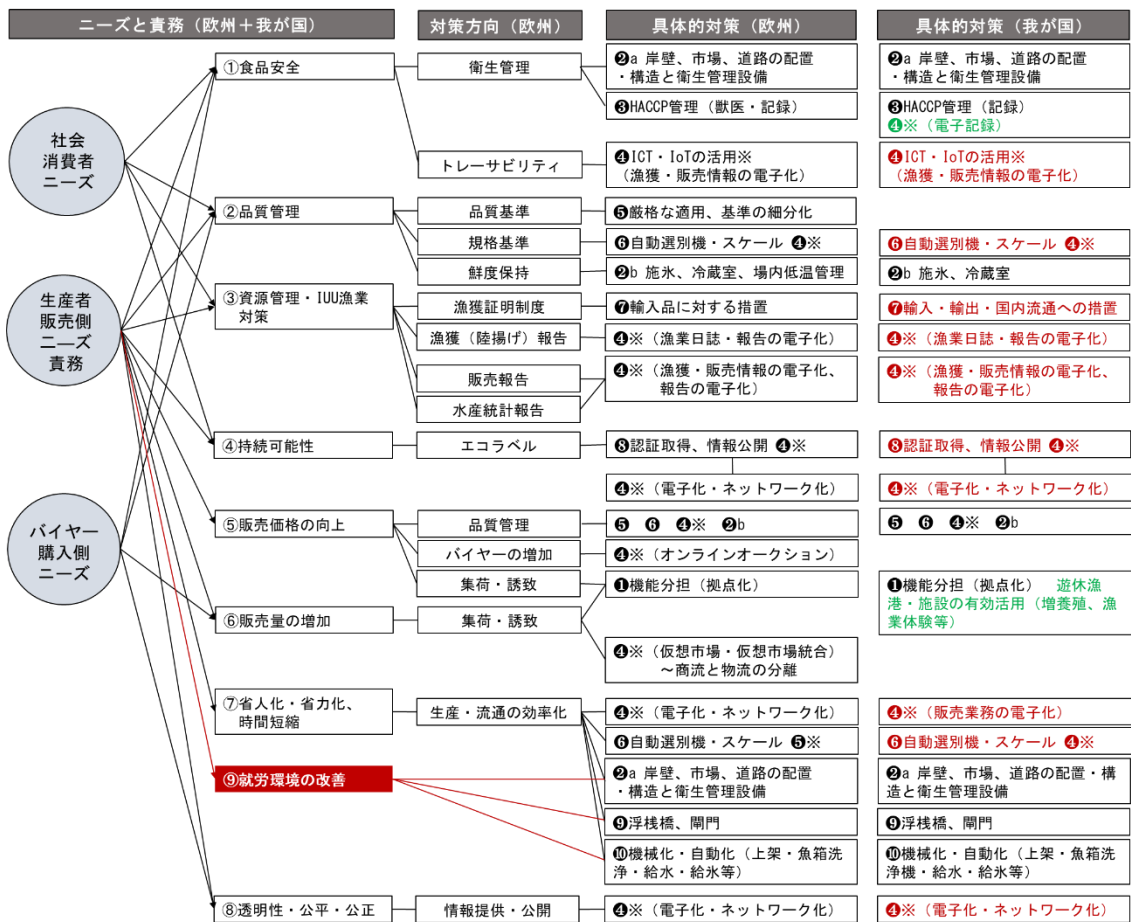 ニーズと責務（欧州＋我が国）
対策方向（欧州）
具体的対策（欧州）
具体的対策（我が国）
社会
消費者
ニーズ
生産者
販売側
ニ―ズ
責務
バイヤー
購入側
ニーズ
①食品安全
衛生管理
❷a 岸壁、市場、道路の配置
・構造と衛生管理設備
❷a 岸壁、市場、道路の配置
・構造と衛生管理設備
❸HACCP管理（獣医・記録）
❸HACCP管理（記録）
❹※（電子記録）
トレーサビリティ
❹ICT・IoTの活用※
（漁獲・販売情報の電子化）
❹ICT・IoTの活用※
（漁獲・販売情報の電子化）
②品質管理
品質基準
❺厳格な適用、基準の細分化
規格基準
❻自動選別機・スケール ❹※
❻自動選別機・スケール ❹※
鮮度保持
❷b 施氷、冷蔵室、場内低温管理
❷b 施氷、冷蔵室
③資源管理・IUU漁業
対策
漁獲証明制度
❼輸入品に対する措置
❼輸入・輸出・国内流通への措置
漁獲（陸揚げ）報告
❹※（漁業日誌・報告の電子化）
❹※（漁業日誌・報告の電子化）
販売報告
❹※（漁獲・販売情報の電子化、
報告の電子化）
❹※（漁獲・販売情報の電子化、
報告の電子化）
水産統計報告
④持続可能性
エコラベル
❽認証取得、情報公開 ❹※
❽認証取得、情報公開 ❹※
❹※（電子化・ネットワーク化）
❹※（電子化・ネットワーク化）
⑤販売価格の向上
品質管理
❺ ❻ ❹※ ❷b
❺ ❻ ❹※ ❷b
バイヤーの増加
❹※（オンラインオークション）
集荷・誘致
❶機能分担（拠点化）
❶機能分担（拠点化） 遊休漁
港・施設の有効活用（増養殖、漁
業体験等）
⑥販売量の増加
集荷・誘致
❹※（仮想市場・仮想市場統合）
～商流と物流の分離
⑦省人化・省力化、
時間短縮
生産・流通の効率化
❹※（電子化・ネットワーク化）
❹※（販売業務の電子化）
❻自動選別機・スケール ❺※
❻自動選別機・スケール ❹※
⑨就労環境の改善
❷a 岸壁、市場、道路の配置
・構造と衛生管理設備
❷a 岸壁、市場、道路の配置・構
造と衛生管理設備
❾浮桟橋、閘門
❾浮桟橋、閘門
❿機械化・自動化（上架・魚箱洗
浄・給水・給氷等）
❿機械化・自動化（上架・魚箱洗
浄機・給水・給氷等）
⑧透明性・公平・公正
情報提供・公開
❹※（電子化・ネットワーク化）
❹※（電子化・ネットワーク化）